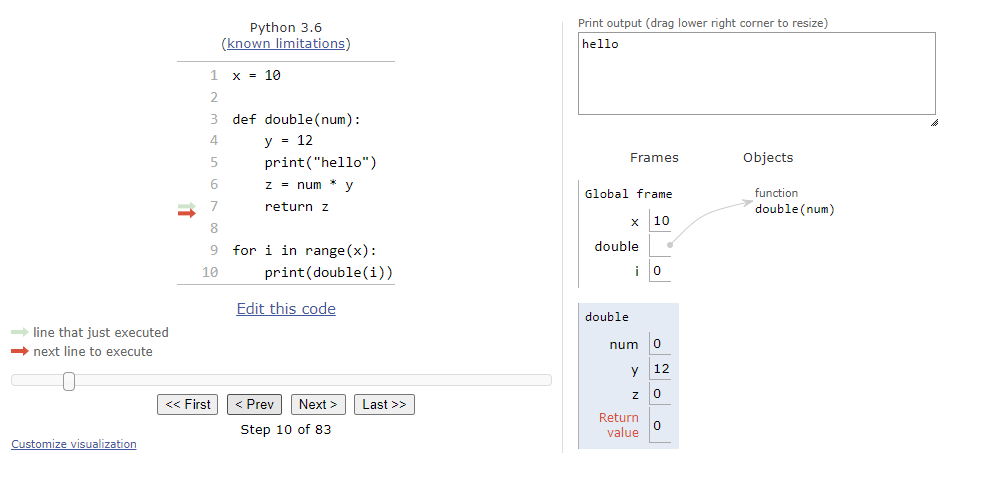 Python 3.6
(known limitations)
1 x = 10
2
3 def double(num):
4     y = 12
5     print("hello")
6     z = num * y
7     return z
8
9 for i in range(x):
10     print(double(i))
Edit this code
line that just executed
next line to execute
<< First < Prev Next > Last >>
Step 10 of 83
Customize visualization
Print output (drag lower right corner to resize)
hello
Frames Objects
Global frame
x 10
double
i 0
function
double(num)
double
num 0
y 12
z 0
Return
value 0